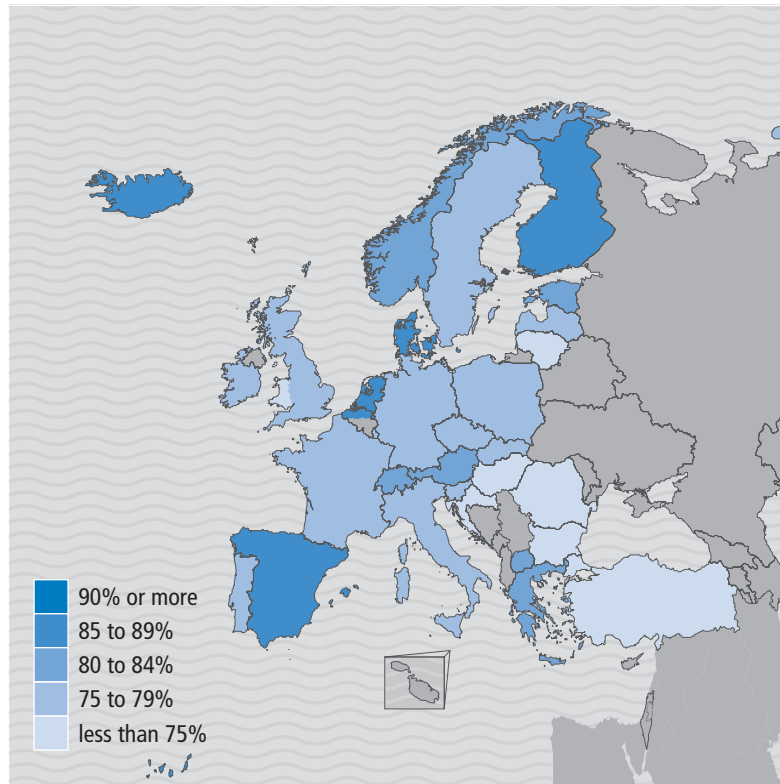 90% or more
85 to 89%
80 to 84%
75 to 79%
less than 75%